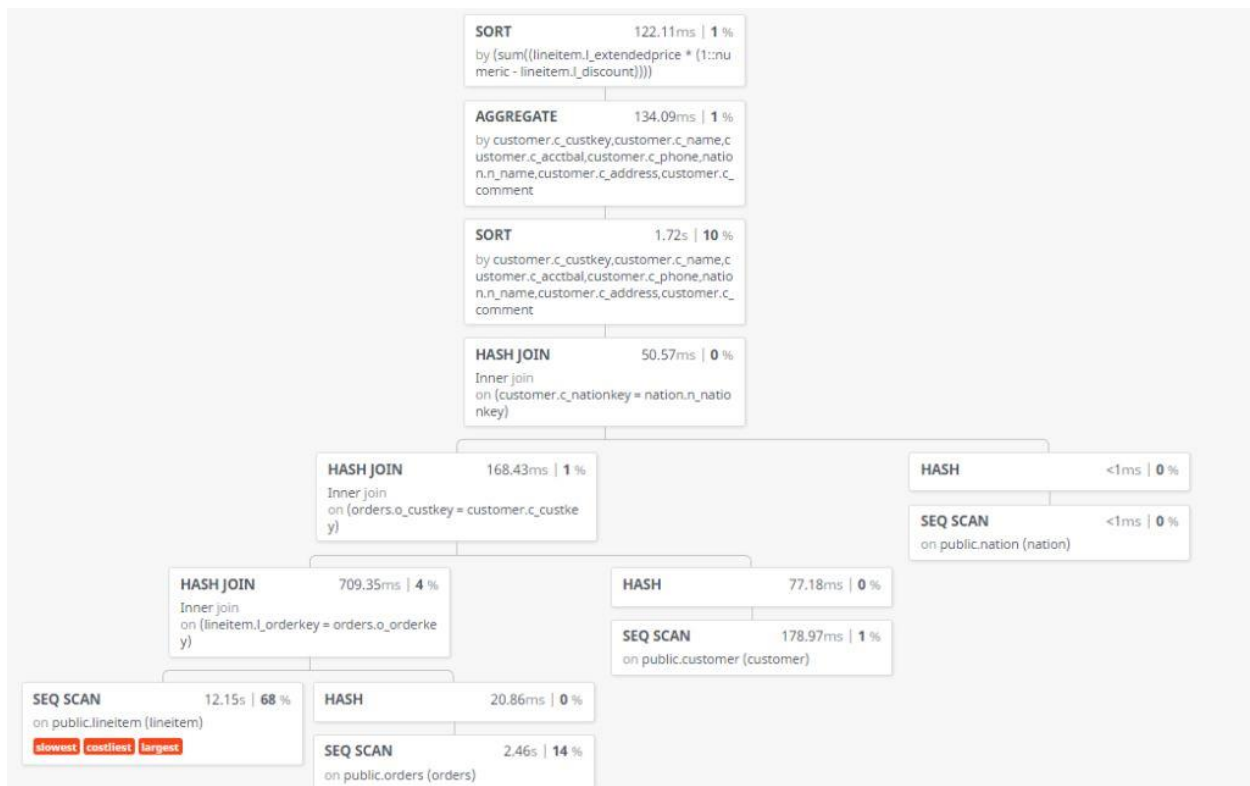 SORT 122.11ms | 1 %
by (sum((lineitem.l_extendedprice * (1::nu
meric - lineitem.l_discount))))
AGGREGATE 134.09ms | 1 %
by customer.c_custkey,customer.c_name,c
ustomer.c_acctbal,customer.c_phone,natio
n.n_name,customer.c_address,customer.c_
comment
SORT 1.72s | 10 %
by customer.c_custkey,customer.c_name,c
ustomer.c_acctbal,customer.c_phone,natio
n.n_name,customer.c_address,customer.c_
comment
HASH JOIN 50.57ms | 0 %
Inner join
on (customer.c_nationkey = nation.n_natio
nkey)
HASH JOIN 168.43ms | 1 %
Inner join
on (orders.o_custkey = customer.c_custke
y)
HASH <1ms | 0 %
SEQ SCAN <1ms | 0 %
on public.nation (nation)
HASH JOIN 709.35ms | 4 %
Inner join
on (lineitem.l_orderkey = orders.o_orderke
y)
HASH 77.18ms | 0 %
SEQ SCAN 178.97ms | 1 %
on public.customer (customer)
SEQ SCAN 12.15s | 68 %
on public.lineitem (lineitem)
slowest costliest largest
HASH 20.86ms | 0 %
SEQ SCAN 2.46s | 14 %
on public.orders (orders)